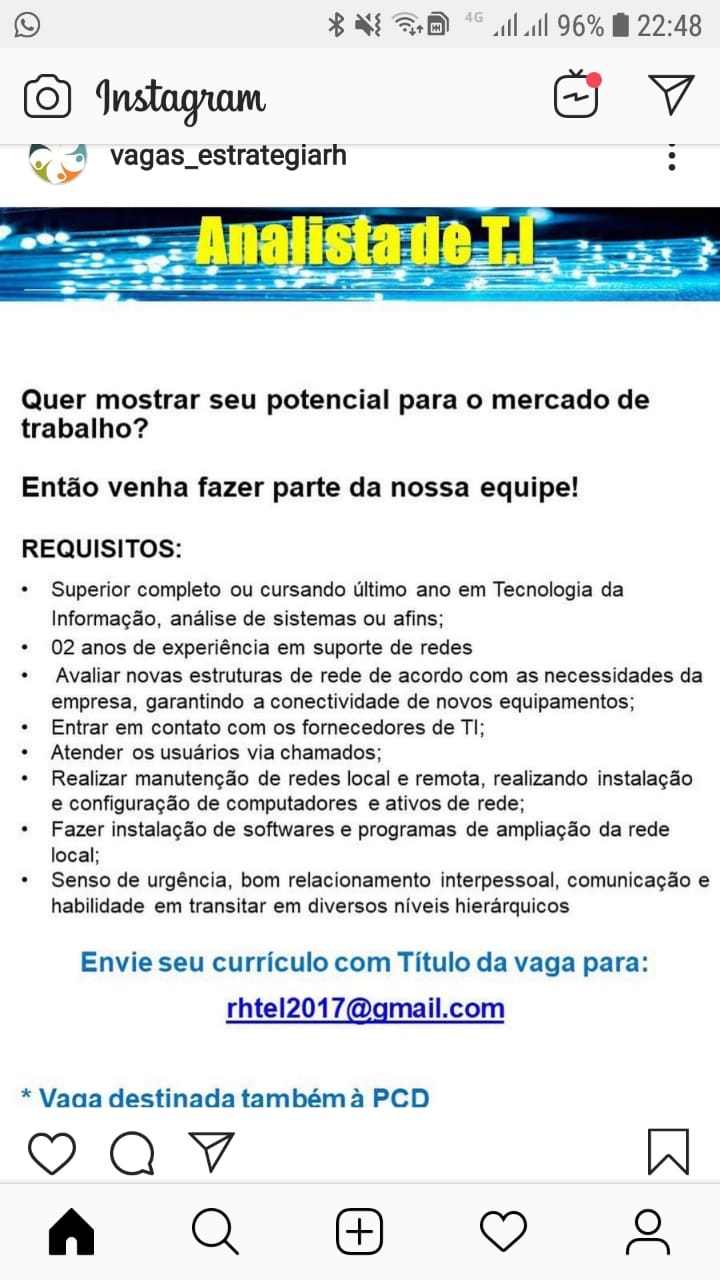 4G 96% 22:48
Instagram
vagas_estrategiarh
Analista de T.I
Quer mostrar seu potencial para o mercado de
trabalho?
Então venha fazer parte da nossa equipe!
REQUISITOS:
• Superior completo ou cursando último ano em Tecnologia da
Informação, análise de sistemas ou afins;
• 02 anos de experiência em suporte de redes
• Avaliar novas estruturas de rede de acordo com as necessidades da
empresa, garantindo a conectividade de novos equipamentos;
• Entrar em contato com os fornecedores de TI;
• Atender os usuários via chamados;
• Realizar manutenção de redes local e remota, realizando instalação
e configuração de computadores e ativos de rede;
• Fazer instalação de softwares e programas de ampliação da rede
local;
• Senso de urgência, bom relacionamento interpessoal, comunicação e
habilidade em transitar em diversos níveis hierárquicos
Envie seu currículo com Título da vaga para:
rhtel2017@gmail.com
* Vaga destinada também à PCD